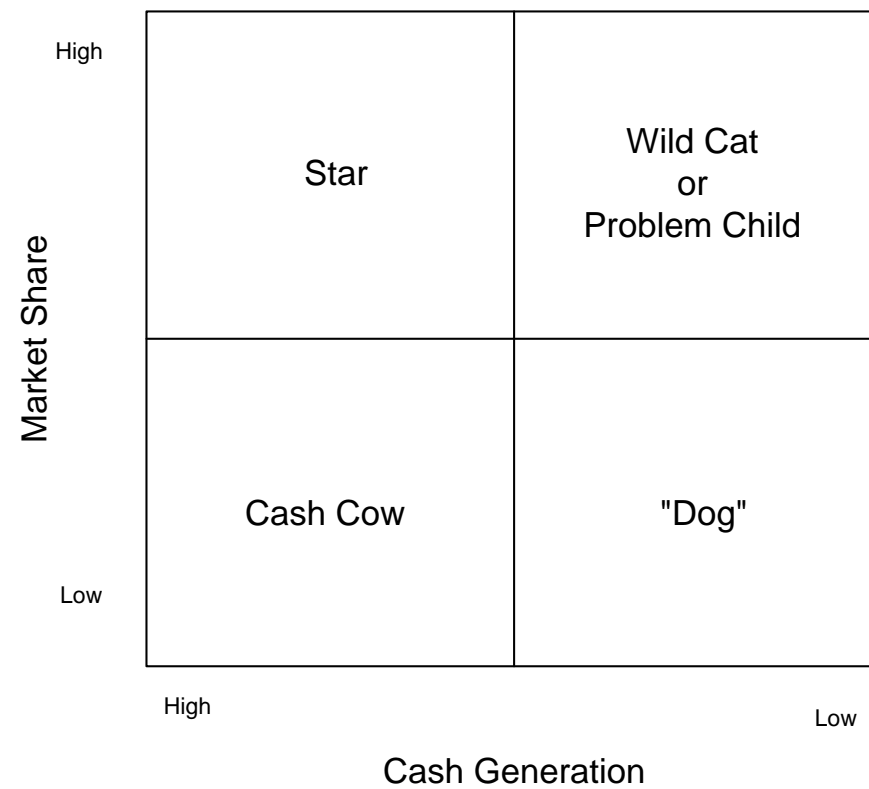 High
Star
Wild Cat
or
Problem Child
Market Share
Cash Cow
"Dog"
Low
High
Low
Cash Generation